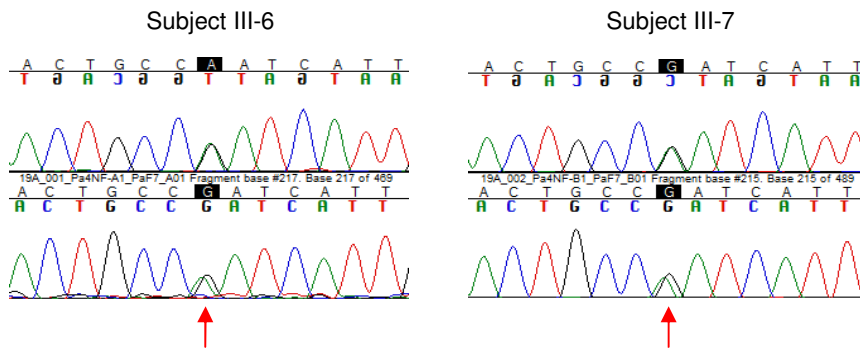 Subject III-6
A C T G C C A A T C A T T
T G A C G G T T A G T A A
19A_001_Pa4NF-A1_PaF7_A01 Fragment base #217. Base 217 of 469
A C T G C C G A T C A T T
A C T G C C G A T C A T T
Subject III-7
A C T G C C G A T C A T T
T G A C G G C T A G T A A
19A_002_Pa4NF-B1_PaF7_B01 Fragment base #215. Base 215 of 489
A C T G C C G A T C A T T
A C T G C C G A T C A T T